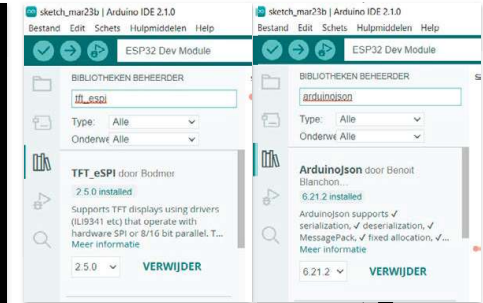 sketch_mar23b | Arduino IDE 2.1.0
Bestand Edit Schets Hulpmiddelen Help
ESP32 Dev Module
BIBLIOTHEKEN BEHEERDER
tft_espi
Type: Alle
Onderwe Alle
TFT_eSPI door Bodmer
2.5.0 installed
Supports TFT displays using drivers
(ILI9341 etc) that operate with
hardware SPI or 8/16 bit parallel. T...
Meer informatie
2.5.0 VERWIJDER
sketch_mar23b | Arduino IDE 2.1.0
Bestand Edit Schets Hulpmiddelen Help
ESP32 Dev Module
BIBLIOTHEKEN BEHEERDER
arduinojson
Type: Alle
Onderwe Alle
ArduinoJson door Benoit
Blanchon...
6.21.2 installed
ArduinoJson supports ✓
serialization, ✓ deserialization, ✓
MessagePack, ✓ fixed allocation, ✓...
Meer informatie
6.21.2 VERWIJDER